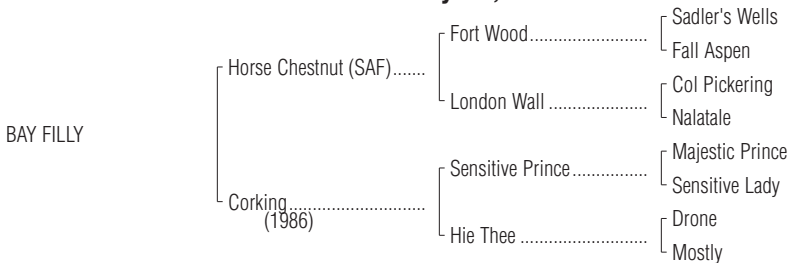 Sadler's Wells
Fort Wood........................
Fall Aspen
Horse Chestnut (SAF).......
Col Pickering
London Wall ....................
Nalatale
BAY FILLY
Majestic Prince
Sensitive Prince...............
Sensitive Lady
Corking............................
(1986)
Drone
Hie Thee ..........................
Mostly